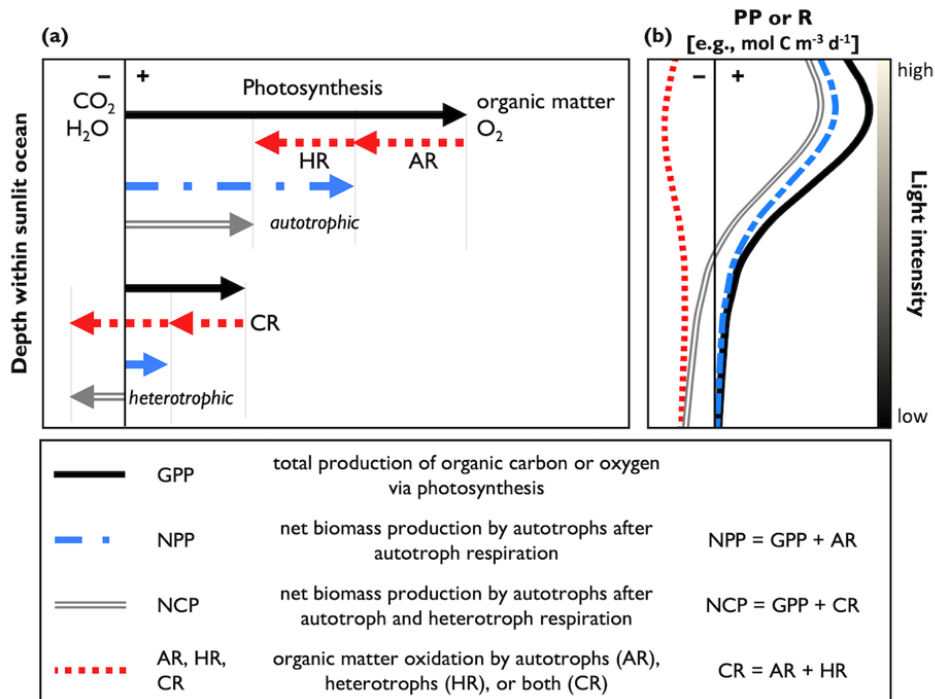 (a)
– +
CO₂
H₂O
Photosynthesis
organic matter
O₂
HR
AR
autotrophic
CR
heterotrophic
Depth within sunlit ocean
(b)
PP or R
[e.g., mol C m⁻³ d⁻¹]
– +
high
Light intensity
low
GPP
total production of organic carbon or oxygen
via photosynthesis
NPP
net biomass production by autotrophs after
autotroph respiration
NPP = GPP + AR
NCP
net biomass production by autotrophs after
autotroph and heterotroph respiration
NCP = GPP + CR
AR, HR,
CR
organic matter oxidation by autotrophs (AR),
heterotrophs (HR), or both (CR)
CR = AR + HR